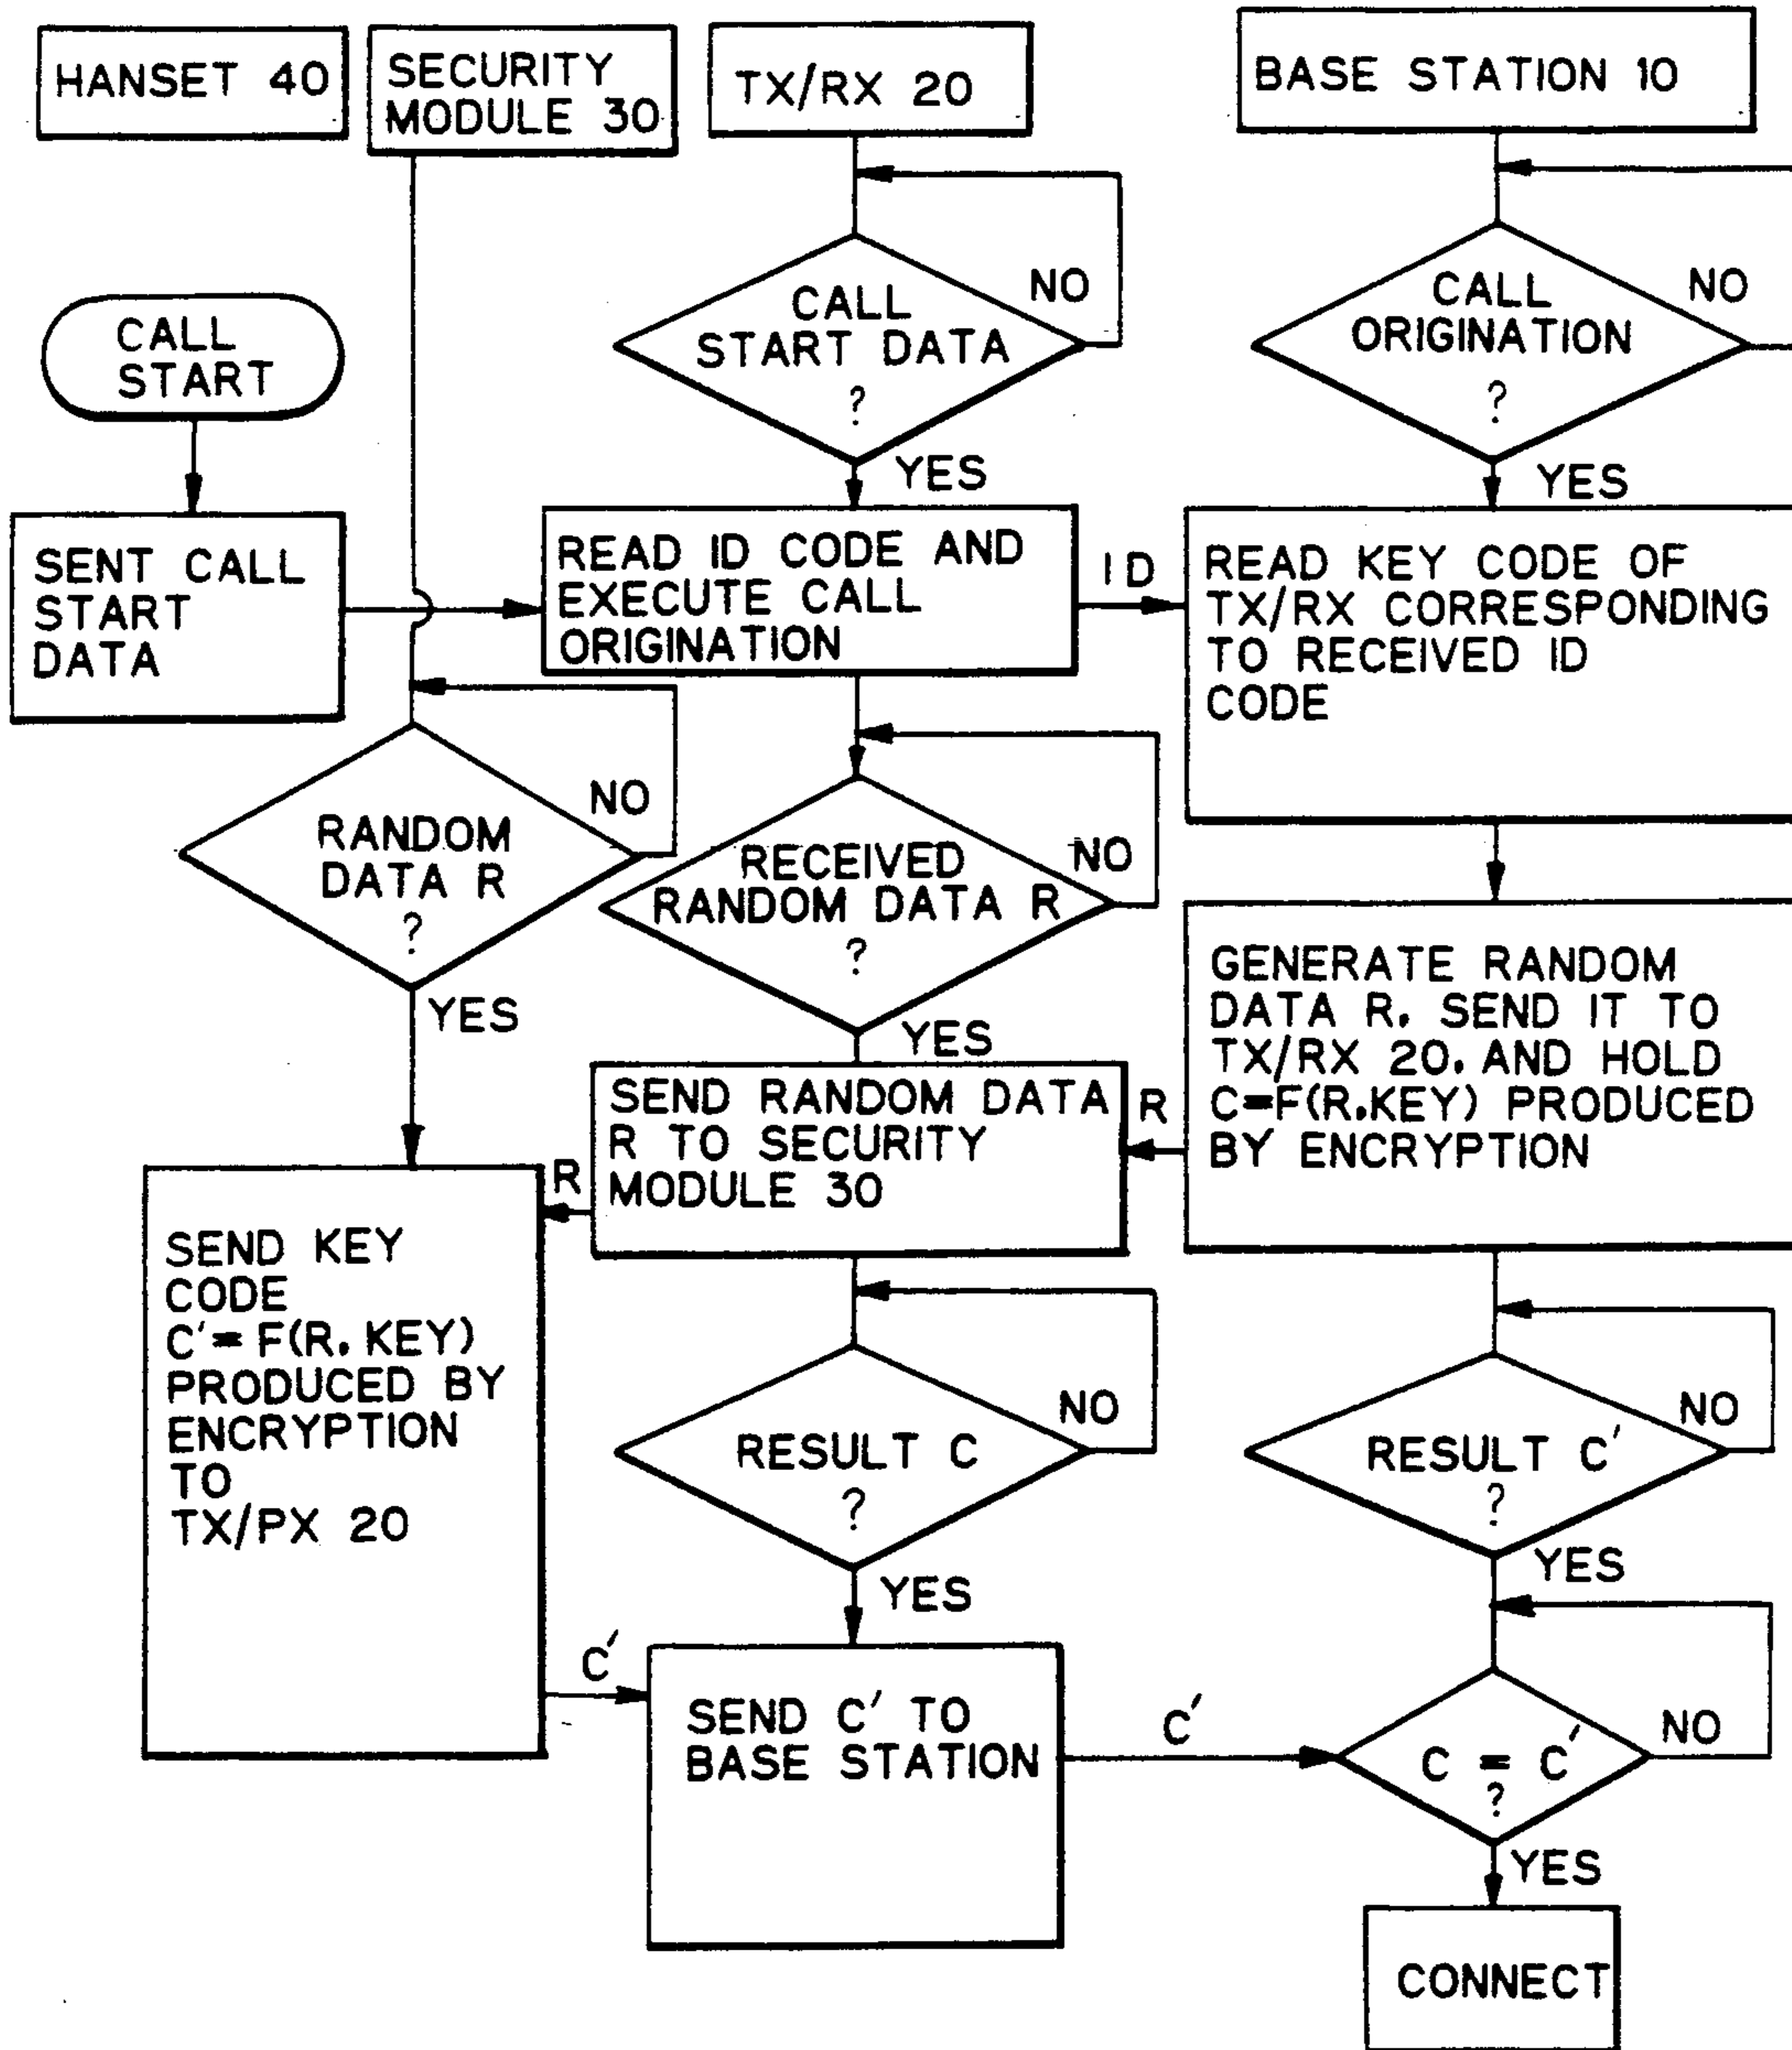 HANSET 40
SECURITY
MODULE 30
TX/RX 20
BASE STATION 10
CALL
START
CALL
START DATA
?
NO
YES
CALL
ORIGINATION
?
NO
YES
SENT CALL
START
DATA
READ ID CODE AND
EXECUTE CALL
ORIGINATION
ID
READ KEY CODE OF
TX/RX CORRESPONDING
TO RECEIVED ID
CODE
RANDOM
DATA R
?
NO
YES
RECEIVED
RANDOM DATA R
?
NO
YES
GENERATE RANDOM
DATA R. SEND IT TO
TX/RX 20. AND HOLD
C=F(R.KEY) PRODUCED
BY ENCRYPTION
R
SEND RANDOM DATA
R TO SECURITY
MODULE 30
R
SEND KEY
CODE
C'=F(R.KEY)
PRODUCED BY
ENCRYPTION
TO
TX/PX 20
RESULT C
?
NO
YES
RESULT C'
?
NO
YES
C'
SEND C' TO
BASE STATION
C'
C = C'
?
NO
YES
CONNECT